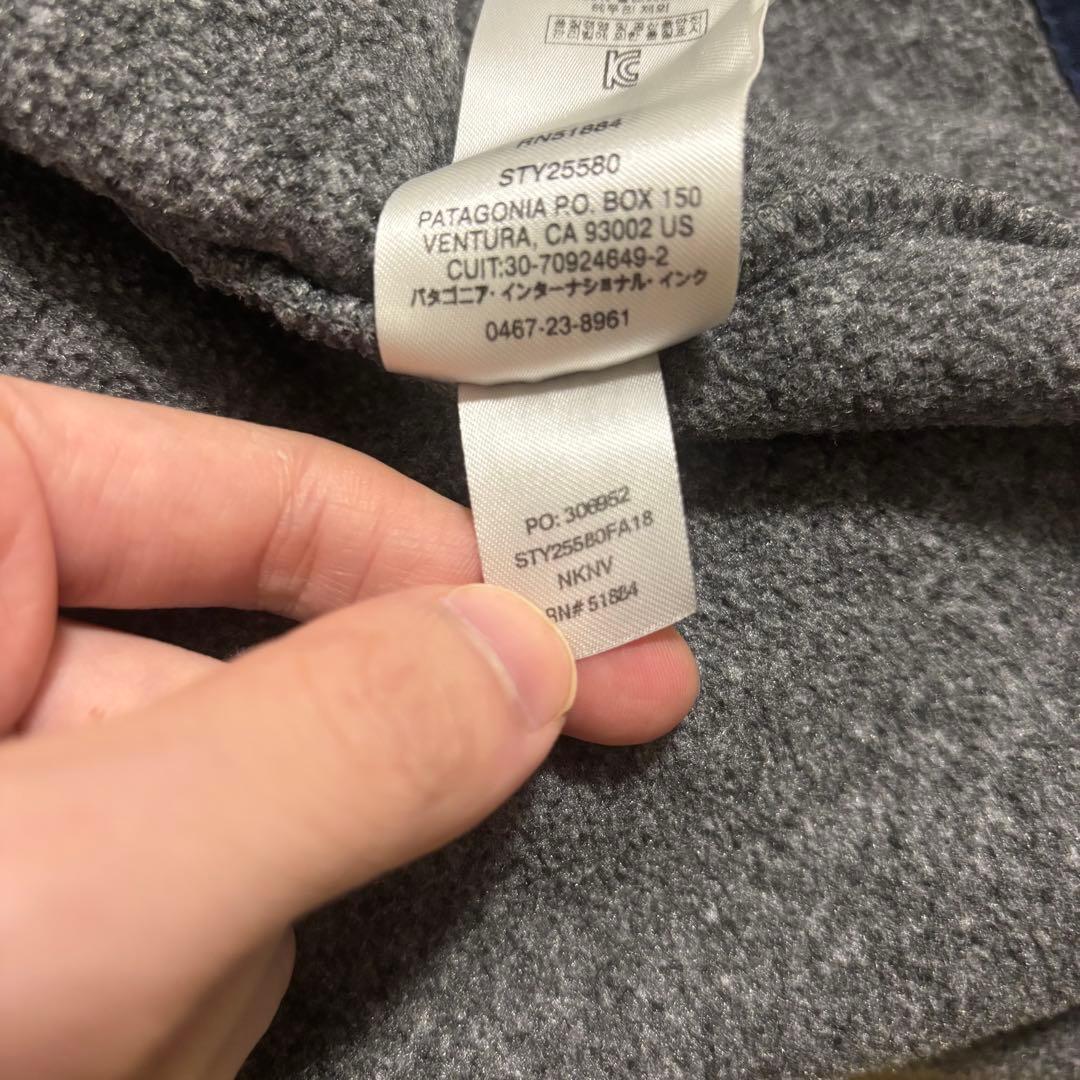 RN51884
STY25580
PATAGONIA P.O. BOX 150
VENTURA, CA 93002 US
CUIT:30-70924649-2
パタゴニア・インターナショナル・インク
0467-23-8961
PO: 306952
STY25580FA18
NKNV
RN# 51884